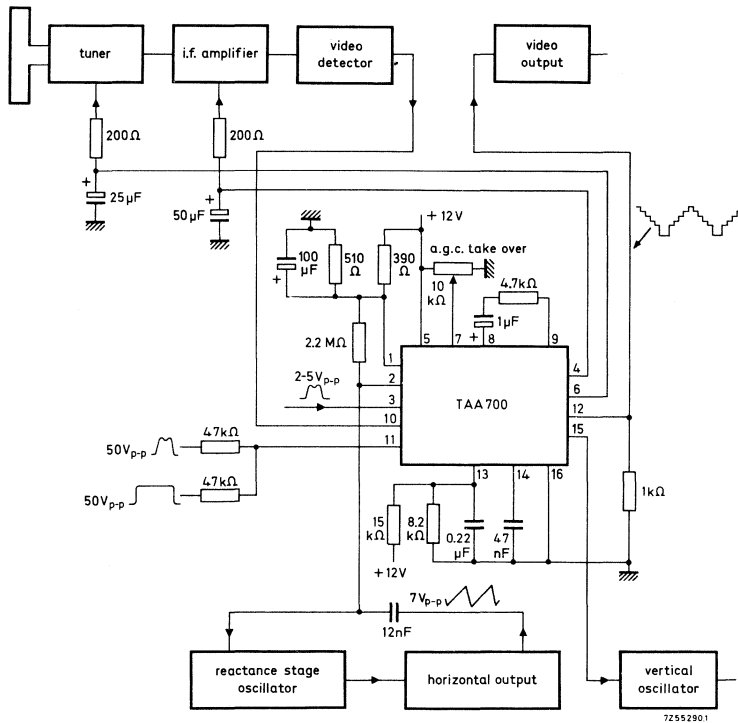 tuner
i.f. amplifier
video
detector
video
output
200Ω
200Ω
+
25µF
+
50µF
+12V
100
µF
+
510
Ω
390
Ω
a.g.c. take over
10
kΩ
4.7kΩ
1µF
+
2.2 MΩ
5
7
8
9
1
2
3
10
11
TAA700
4
6
12
15
13
14
16
2-5Vp-p
50Vp-p
47kΩ
50Vp-p
47kΩ
15
kΩ
8.2
kΩ
0.22
µF
47
nF
1kΩ
+12V
7Vp-p
12nF
reactance stage
oscillator
horizontal output
vertical
oscillator
7Z55290.1